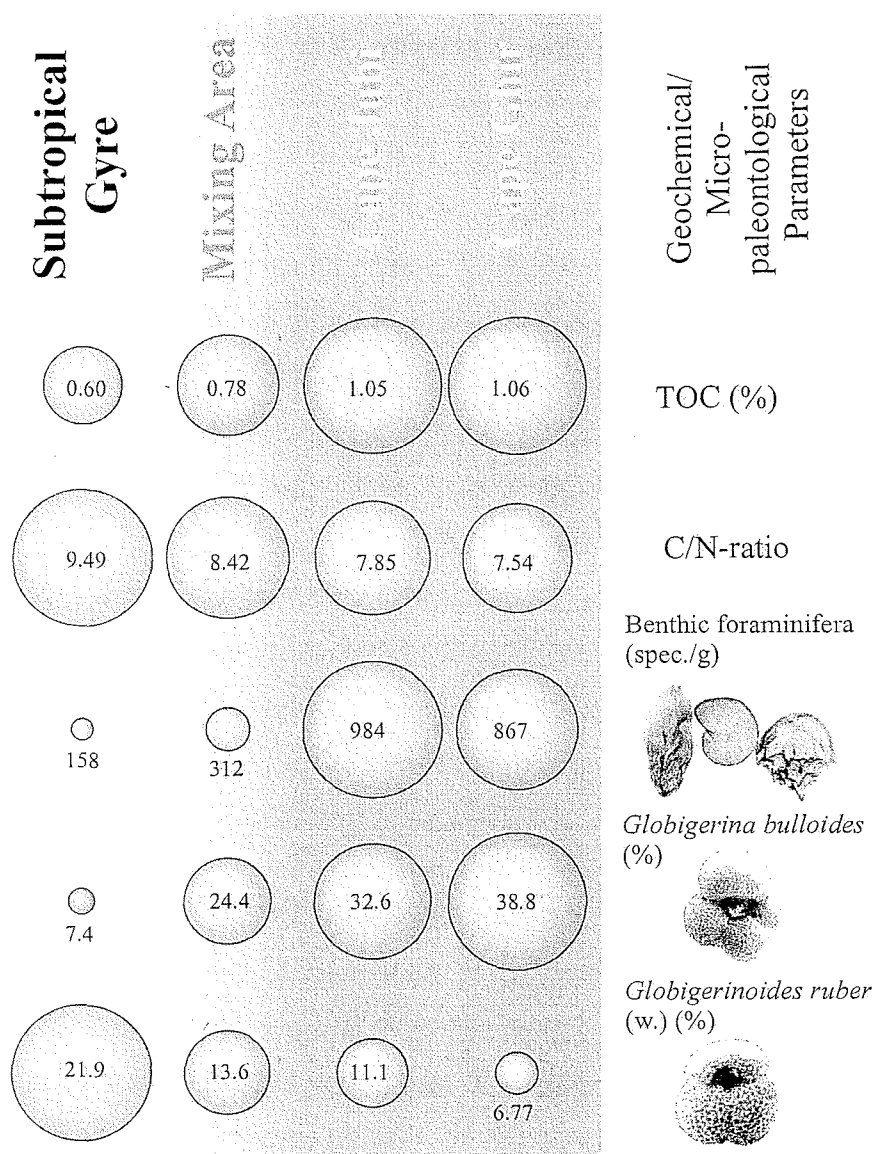 Subtropical
Gyre
Mixing Area
Geochemical/
Micro-
paleontological
Parameters
0.60
0.78
1.05
1.06
TOC (%)
9.49
8.42
7.85
7.54
C/N-ratio
Benthic foraminifera
(spec./g)
158
312
984
867
Globigerina bulloides
(%)
7.4
24.4
32.6
38.8
Globigerinoides ruber
(w.) (%)
21.9
13.6
11.1
6.77